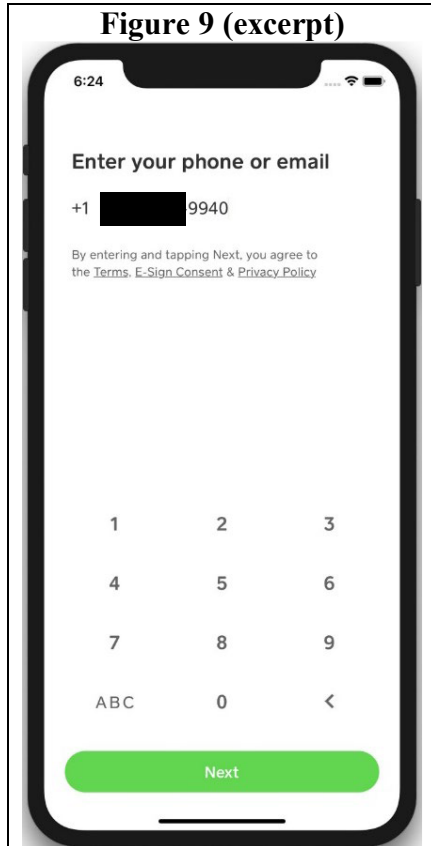 Figure 9 (excerpt)
6:24
Enter your phone or email
+1 -9940
By entering and tapping Next, you agree to
the Terms, E-Sign Consent & Privacy Policy
1 2 3
4 5 6
7 8 9
ABC 0 <
Next